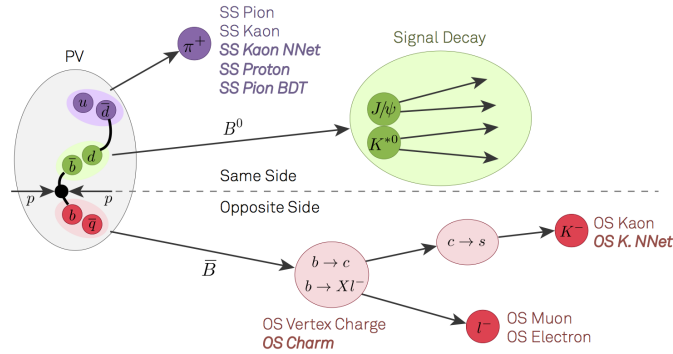 SS Pion
SS Kaon
SS Kaon NNet
SS Proton
SS Pion BDT
π⁺
Signal Decay
PV
u
d̅
J/ψ
B⁰
K*⁰
d
b̅
Same Side
p
p
Opposite Side
b
q̅
B̅
b → c
b → Xl⁻
c → s
K⁻
OS Kaon
OS K. NNet
OS Vertex Charge
OS Charm
l⁻
OS Muon
OS Electron